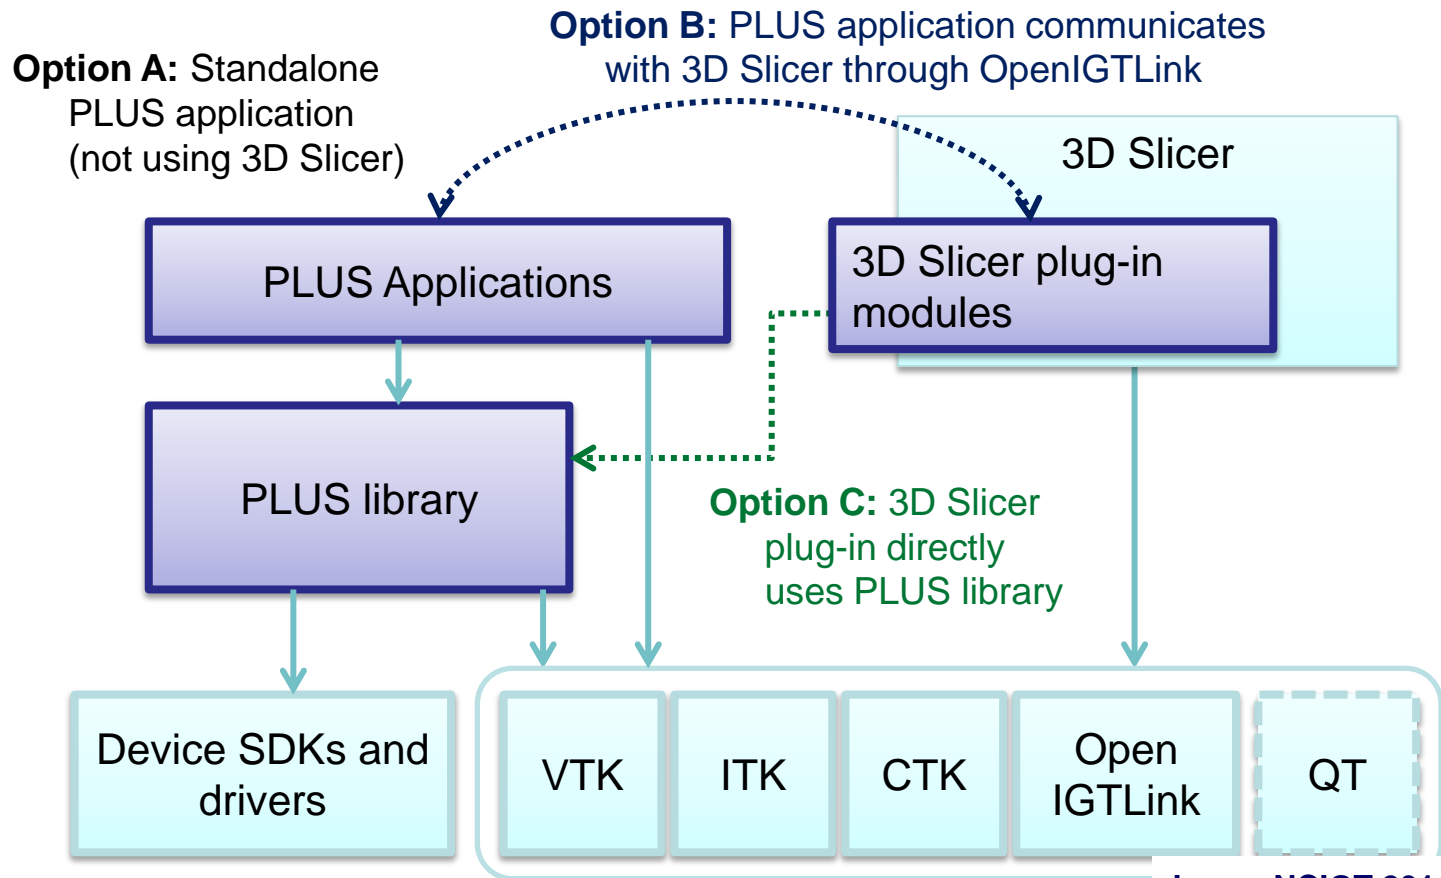 Option B: PLUS application communicates
with 3D Slicer through OpenIGTLink
Option A: Standalone
PLUS application
(not using 3D Slicer)
3D Slicer
PLUS Applications
3D Slicer plug-in
modules
PLUS library
Option C: 3D Slicer
plug-in directly
uses PLUS library
Device SDKs and
drivers
VTK
ITK
CTK
Open
IGTLink
QT